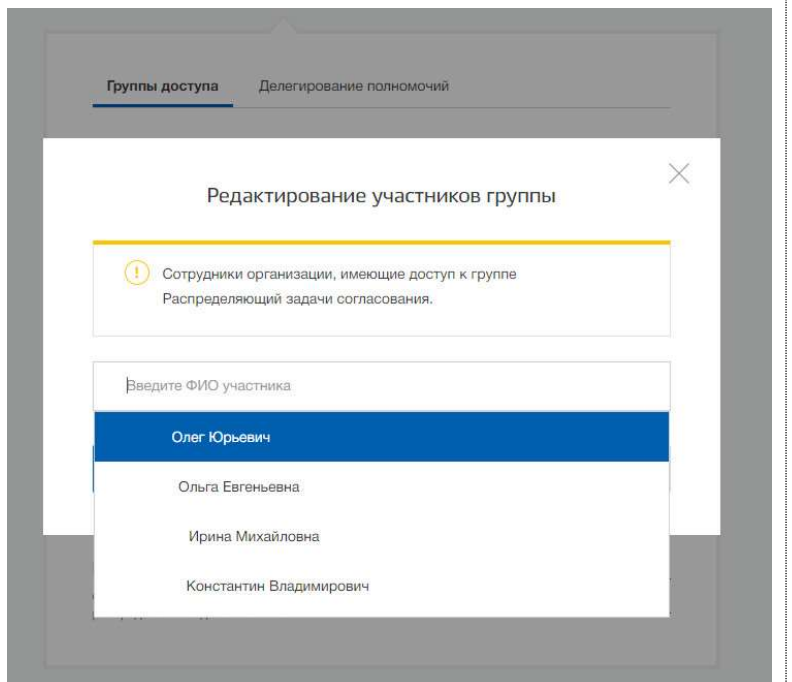 Группы доступа Делегирование полномочий
Редактирование участников группы
Сотрудники организации, имеющие доступ к группе
Распределяющий задачи согласования.
Введите ФИО участника
Олег Юрьевич
Ольга Евгеньевна
Ирина Михайловна
Константин Владимирович